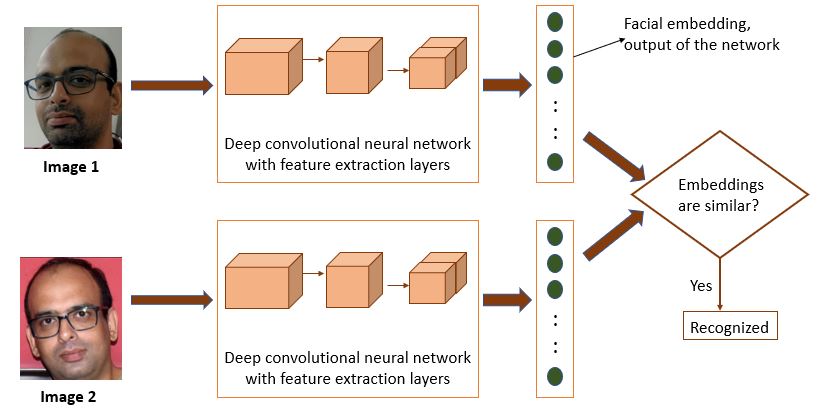 Facial embedding,
output of the network
Deep convolutional neural network
with feature extraction layers
Image 1
Embeddings
are similar?
Yes
Recognized
Deep convolutional neural network
with feature extraction layers
Image 2